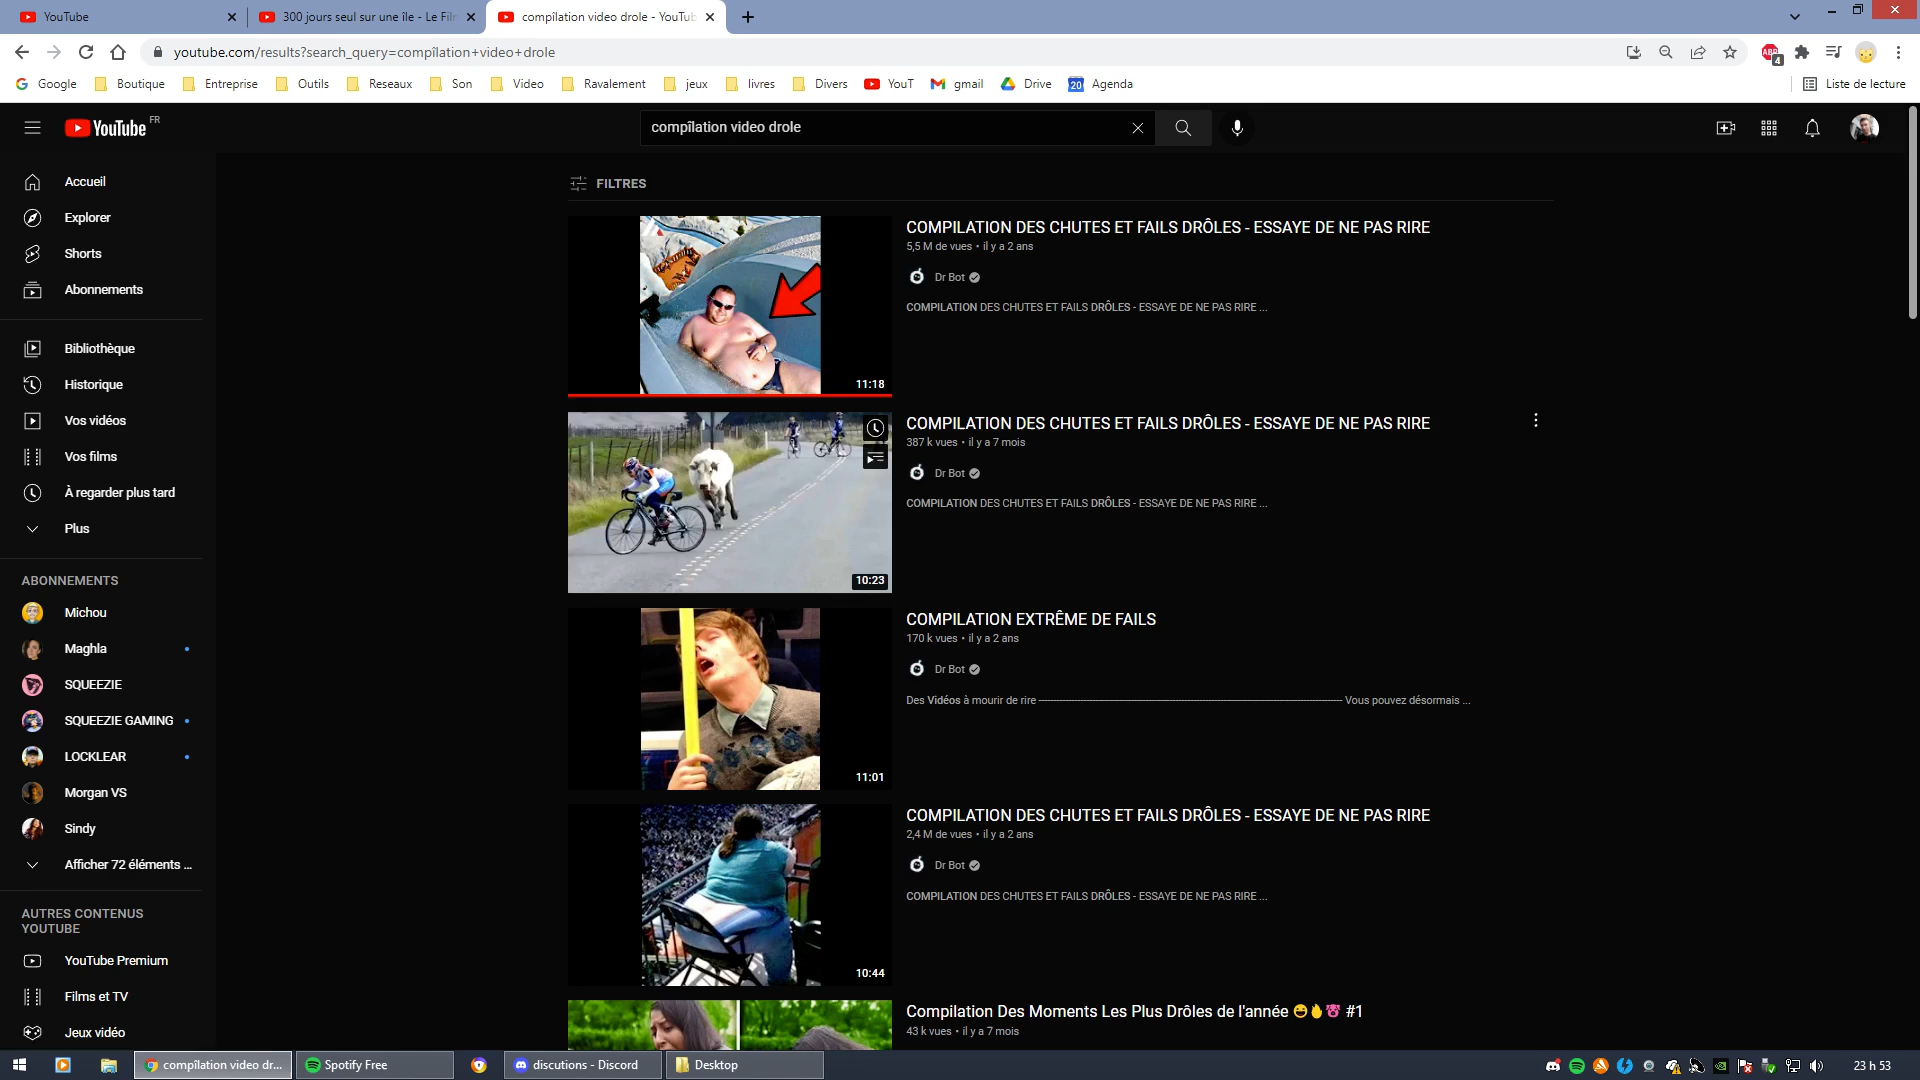 YouTube
300 jours seul sur une île - Le Film
compîlation video drole - YouTub
youtube.com/results?search_query=compîlation+video+drole
ABP
4
Google
Boutique
Entreprise
Outils
Reseaux
Son
Video
Ravalement
jeux
livres
Divers
YouT
gmail
Drive
20
Agenda
Liste de lecture
YouTube FR
compîlation video drole
Accueil
Explorer
Shorts
Abonnements
Bibliothèque
Historique
Vos vidéos
Vos films
À regarder plus tard
Plus
ABONNEMENTS
Michou
Maghla
SQUEEZIE
SQUEEZIE GAMING
LOCKLEAR
Morgan VS
Sindy
Afficher 72 éléments ...
AUTRES CONTENUS
YOUTUBE
YouTube Premium
Films et TV
Jeux vidéo
FILTRES
11:18
COMPILATION DES CHUTES ET FAILS DRÔLES - ESSAYE DE NE PAS RIRE
5,5 M de vues • il y a 2 ans
Dr Bot
COMPILATION DES CHUTES ET FAILS DRÔLES - ESSAYE DE NE PAS RIRE ...
10:23
COMPILATION DES CHUTES ET FAILS DRÔLES - ESSAYE DE NE PAS RIRE
387 k vues • il y a 7 mois
Dr Bot
COMPILATION DES CHUTES ET FAILS DRÔLES - ESSAYE DE NE PAS RIRE ...
11:01
COMPILATION EXTRÊME DE FAILS
170 k vues • il y a 2 ans
Dr Bot
Des Vidéos à mourir de rire ---------- Vous pouvez désormais ...
10:44
COMPILATION DES CHUTES ET FAILS DRÔLES - ESSAYE DE NE PAS RIRE
2,4 M de vues • il y a 2 ans
Dr Bot
COMPILATION DES CHUTES ET FAILS DRÔLES - ESSAYE DE NE PAS RIRE ...
Compilation Des Moments Les Plus Drôles de l'année 😄🔥👹 #1
43 k vues • il y a 7 mois
compîlation video dr...
Spotify Free
discutions - Discord
Desktop
23 h 53